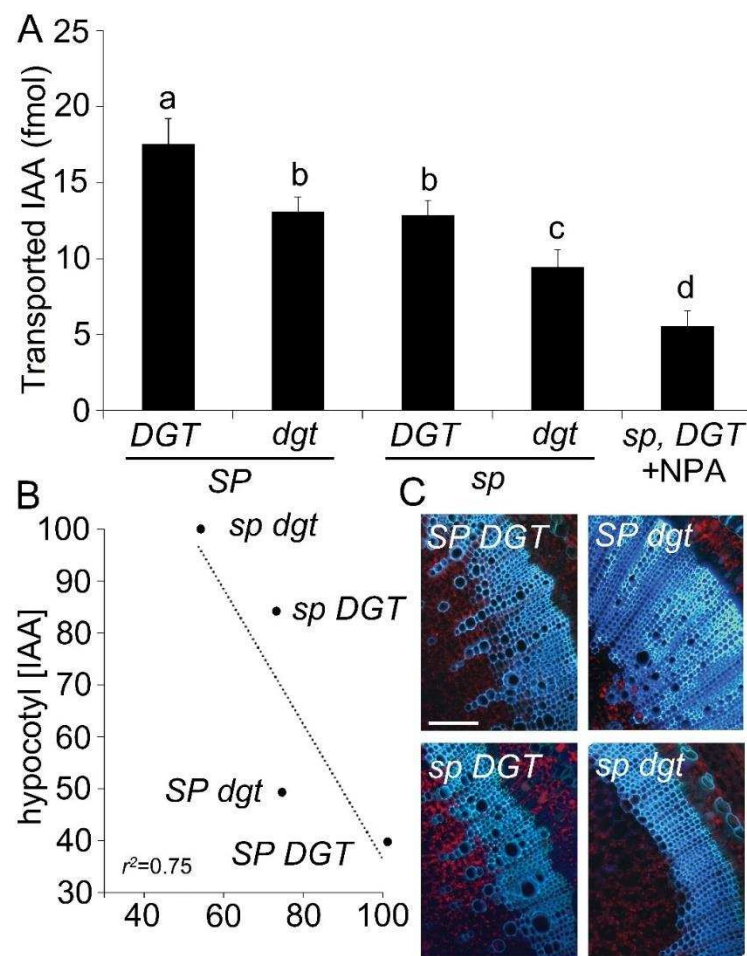 A
Transported IAA (fmol)
25
20
15
10
5
0
a
b
b
c
d
DGT
dgt
DGT
dgt
sp, DGT
+NPA
SP
sp
B
hypocotyl [IAA]
100
90
80
70
60
50
40
30
sp dgt
sp DGT
SP dgt
SP DGT
r²=0.75
40
60
80
100
C
SP DGT
SP dgt
sp DGT
sp dgt